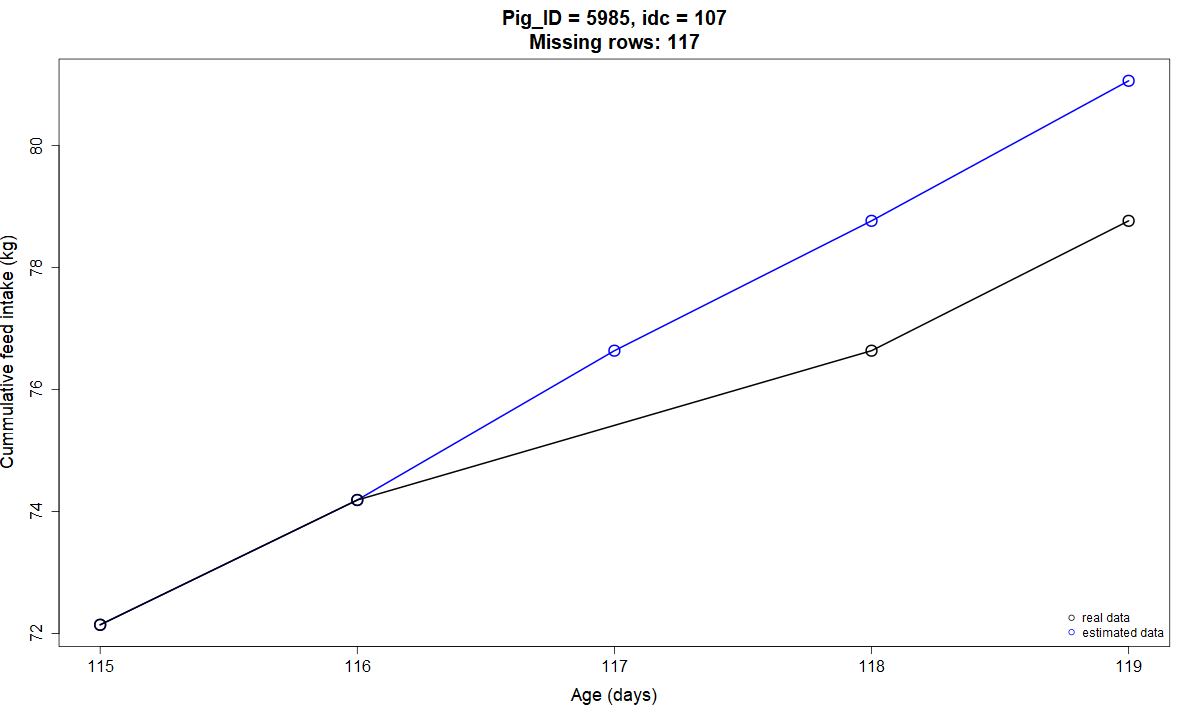 Pig_ID = 5985, idc = 107
Missing rows: 117
Cummulative feed intake (kg)
80
78
76
74
72
115 116 117 118 119
Age (days)
real data
estimated data